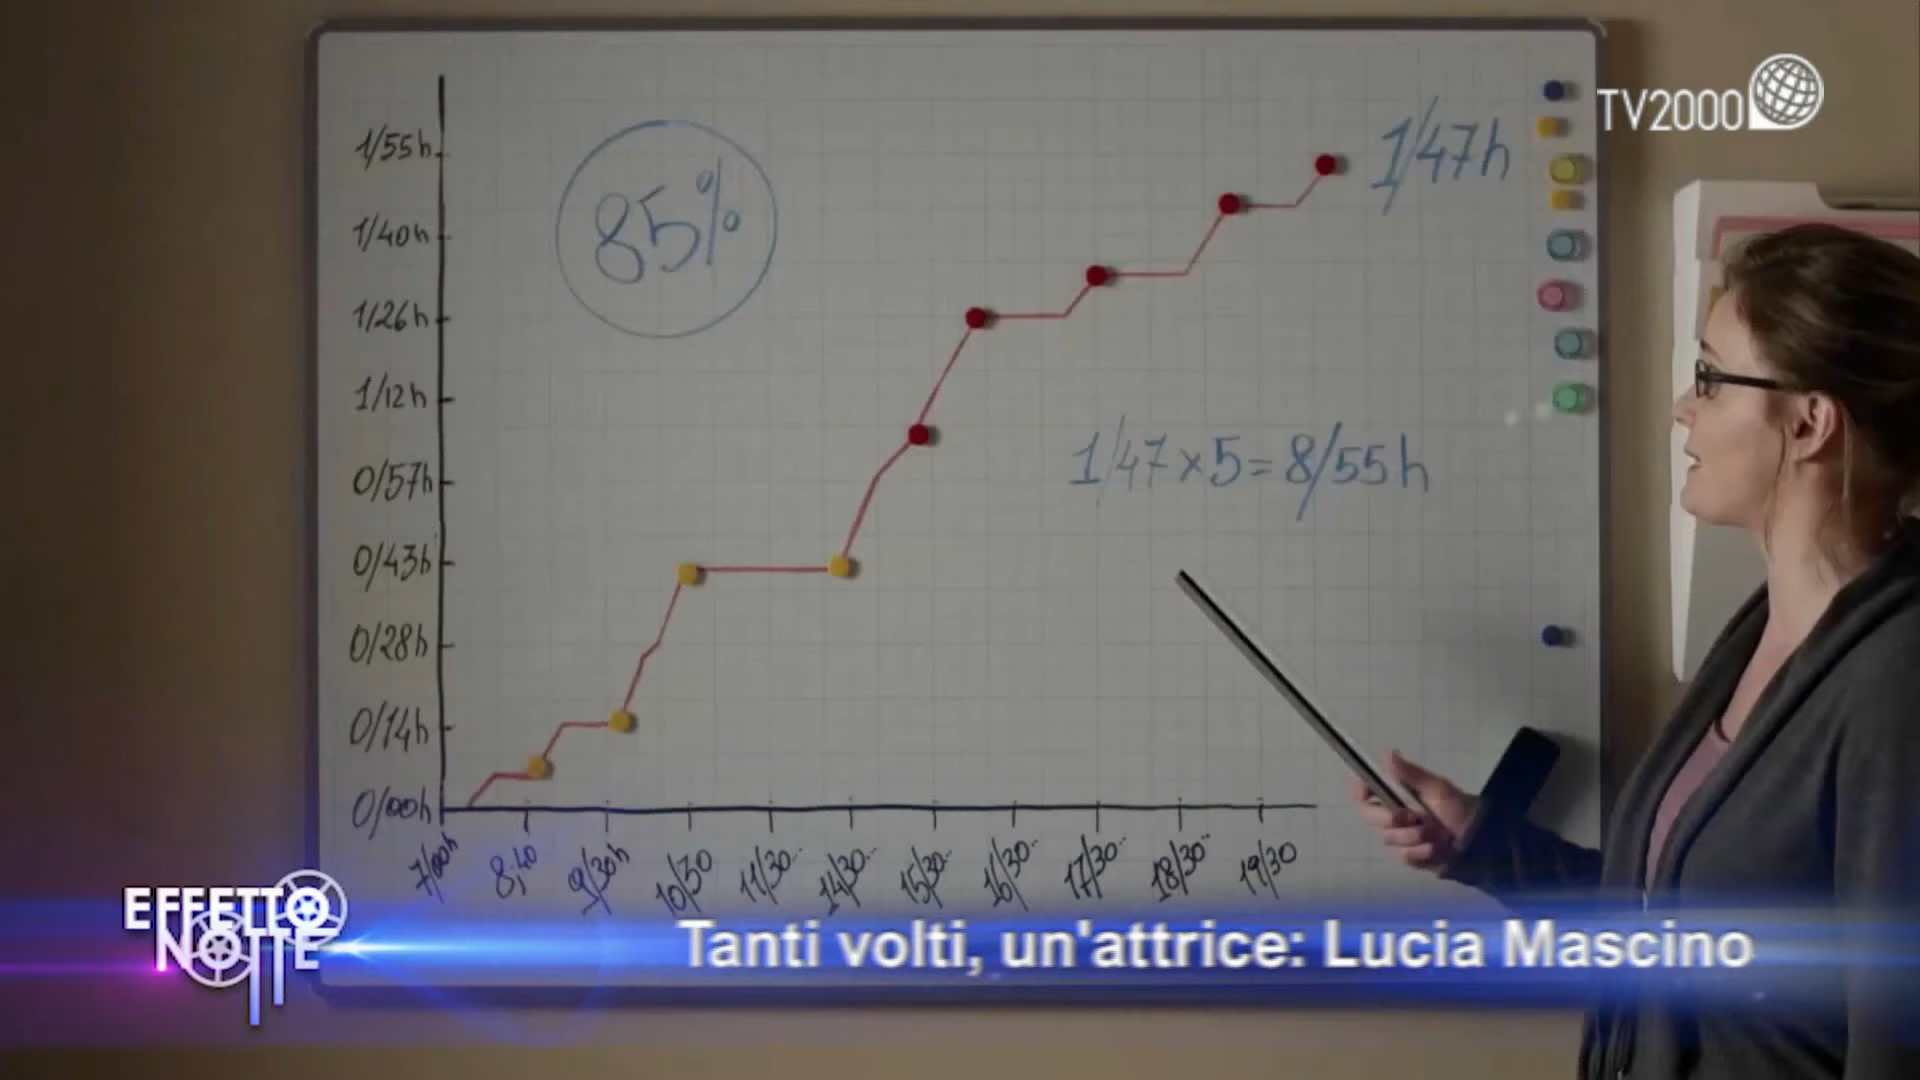 TV2000
1/55h
1/40h
1/26h
1/12h
0/57h
0/43h
0/28h
0/14h
0/00h
85%
1/47h
1/47x5=8/55h
7/00h
8,40
9/30h
10/30
11/30..
14/30..
15/30..
16/30..
17/30..
18/30..
19/30
EFFETTO
NOTTE
Tanti volti, un'attrice: Lucia Mascino